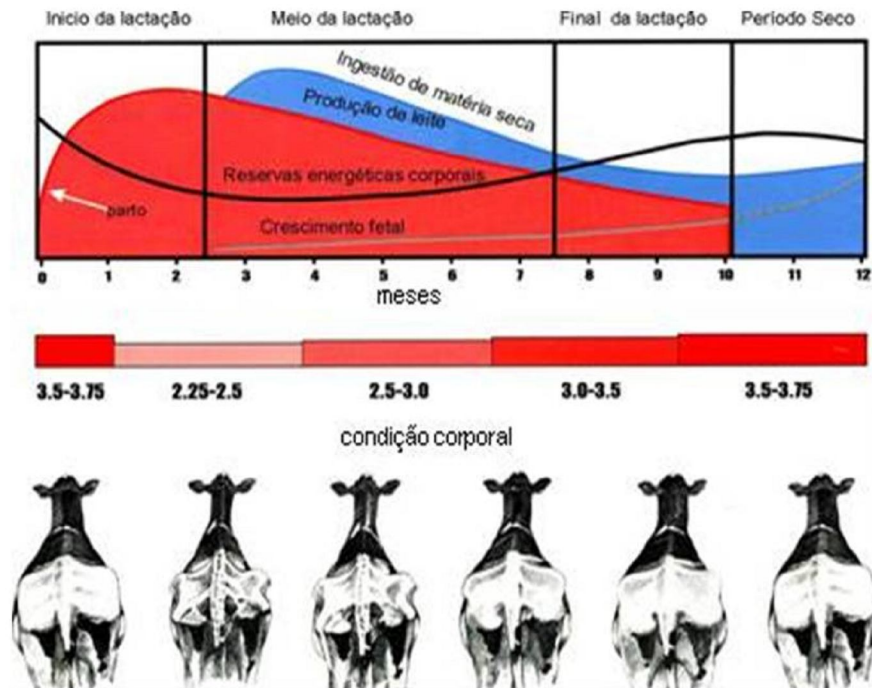 Inicio da lactação Meio da lactação Final da lactação Período Seco
Ingestão de matéria seca
Produção de leite
Reservas energéticas corporais
parto
Crescimento fetal
0 1 2 3 4 5 6 7 8 9 10 11 12
meses
3.5-3.75 2.25-2.5 2.5-3.0 3.0-3.5 3.5-3.75
condição corporal